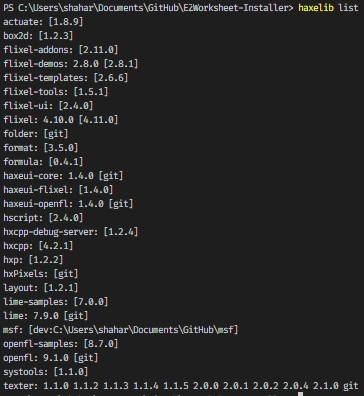 PS C:\Users\shahar\Documents\GitHub\E2Worksheet-Installer> haxelib list
actuate: [1.8.9]
box2d: [1.2.3]
flixel-addons: [2.11.0]
flixel-demos: 2.8.0 [2.8.1]
flixel-templates: [2.6.6]
flixel-tools: [1.5.1]
flixel-ui: [2.4.0]
flixel: 4.10.0 [4.11.0]
folder: [git]
format: [3.5.0]
formula: [0.4.1]
haxeui-core: 1.4.0 [git]
haxeui-flixel: [1.4.0]
haxeui-openfl: 1.4.0 [git]
hscript: [2.4.0]
hxcpp-debug-server: [1.2.4]
hxcpp: [4.2.1]
hxp: [1.2.2]
hxPixels: [git]
layout: [1.2.1]
lime-samples: [7.0.0]
lime: 7.9.0 [git]
msf: [dev:C:\Users\shahar\Documents\GitHub\msf]
openfl-samples: [8.7.0]
openfl: 9.1.0 [git]
systools: [1.1.0]
texter: 1.1.0 1.1.2 1.1.3 1.1.4 1.1.5 2.0.0 2.0.1 2.0.2 2.0.4 2.1.0 git